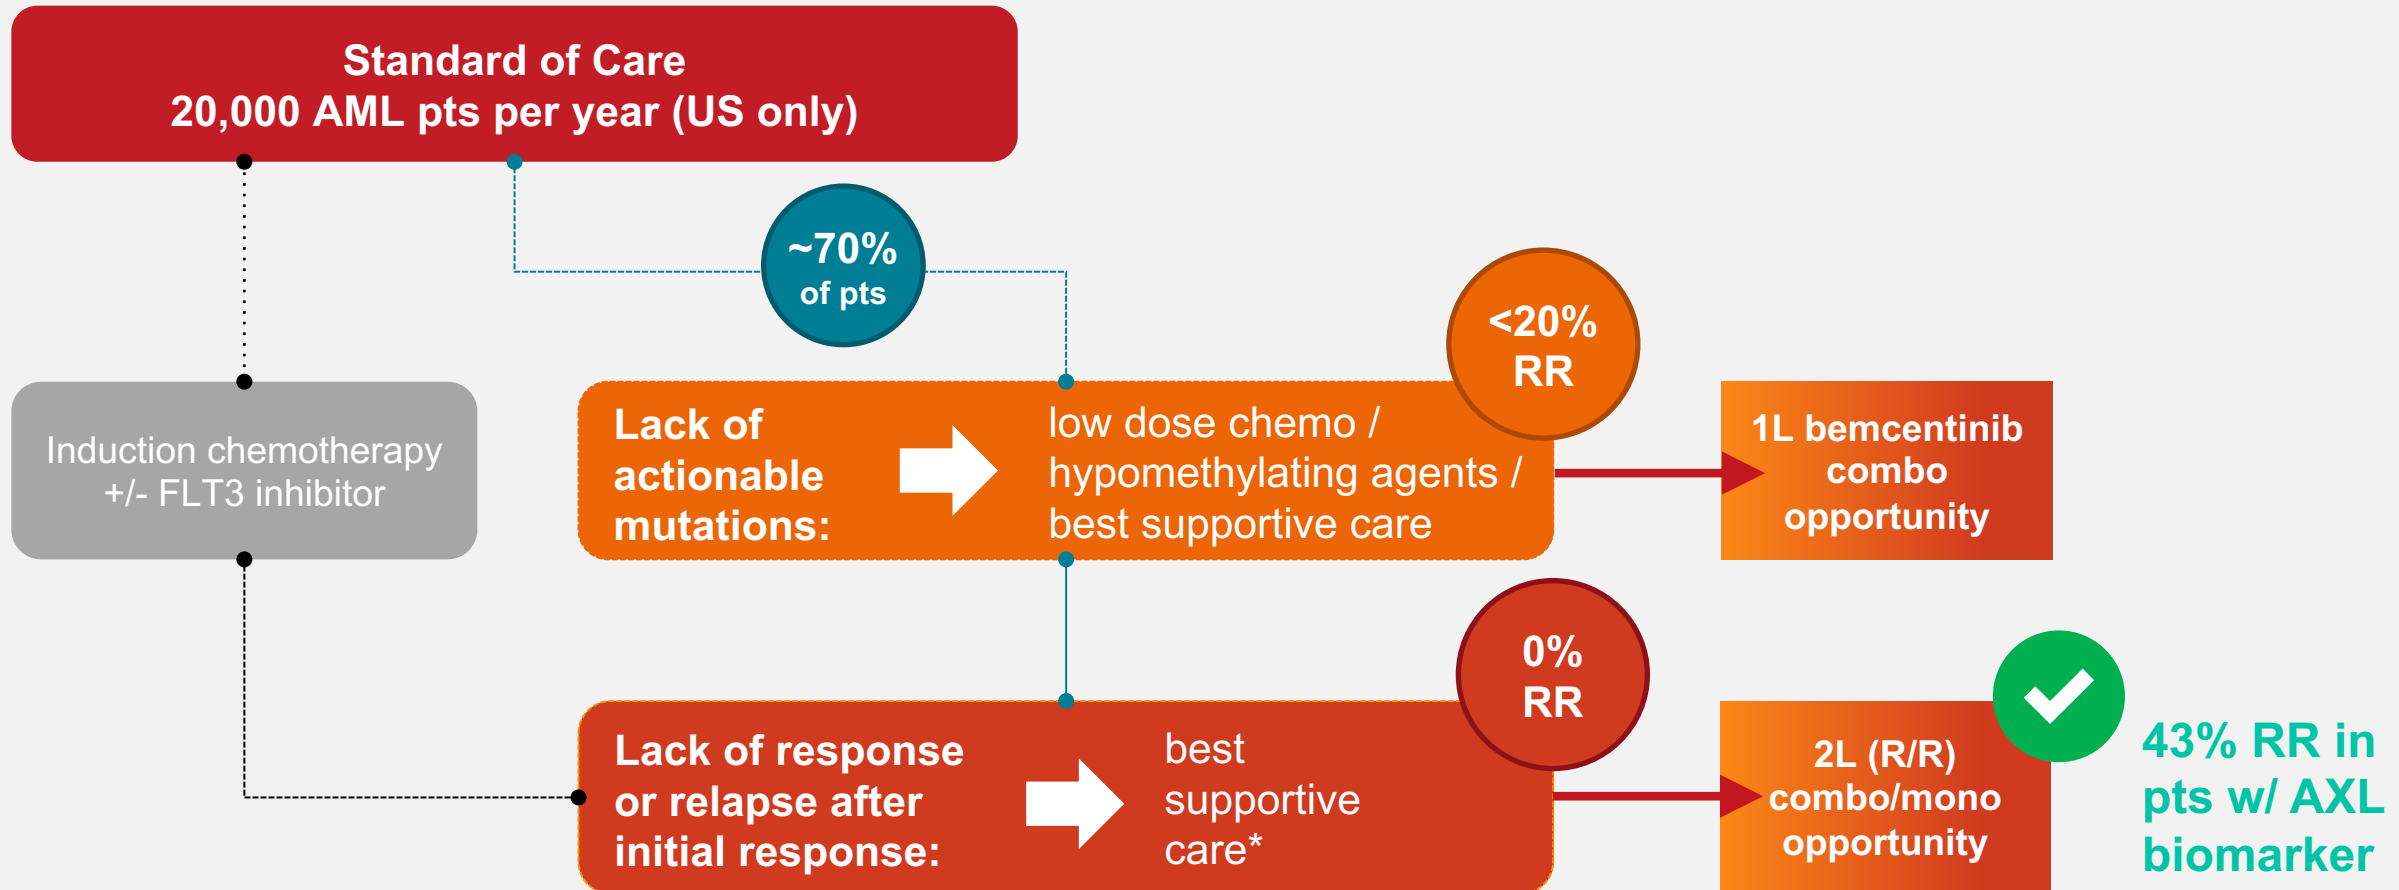 Standard of Care
20,000 AML pts per year (US only)
~70%
of pts
<20%
RR
Induction chemotherapy
+/- FLT3 inhibitor
Lack of
actionable
mutations:
low dose chemo /
hypomethylating agents /
best supportive care
1L bemcentinib
combo
opportunity
0%
RR
Lack of response
or relapse after
initial response:
best
supportive
care*
2L (R/R)
combo/mono
opportunity
43% RR in
pts w/ AXL
biomarker